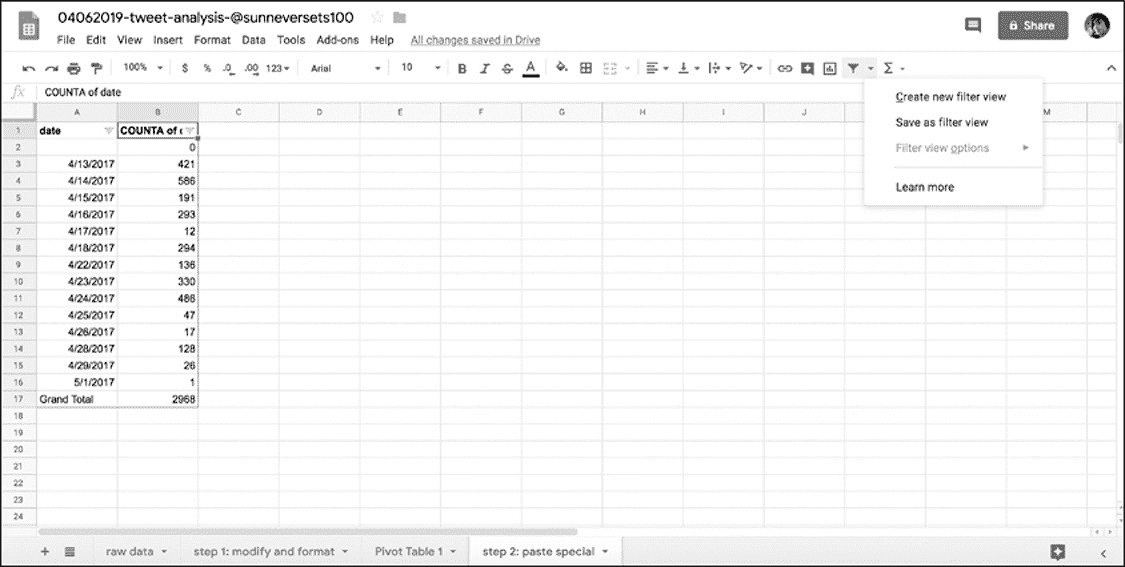 04062019-tweet-analysis-@sunneversets100
File Edit View Insert Format Data Tools Add-ons Help All changes saved in Drive
Share
100% $ % .0 .00 123 Arial 10 B I S A Σ
fx COUNTA of date
A B C D E F G H I J M
1 date COUNTA of
2 0
3 4/13/2017 421
4 4/14/2017 586
5 4/15/2017 191
6 4/16/2017 293
7 4/17/2017 12
8 4/18/2017 294
9 4/22/2017 136
10 4/23/2017 330
11 4/24/2017 486
12 4/25/2017 47
13 4/26/2017 17
14 4/28/2017 128
15 4/29/2017 26
16 5/1/2017 1
17 Grand Total 2968
18
19
20
21
22
23
24
Create new filter view
Save as filter view
Filter view options
Learn more
+ raw data step 1: modify and format Pivot Table 1 step 2: paste special